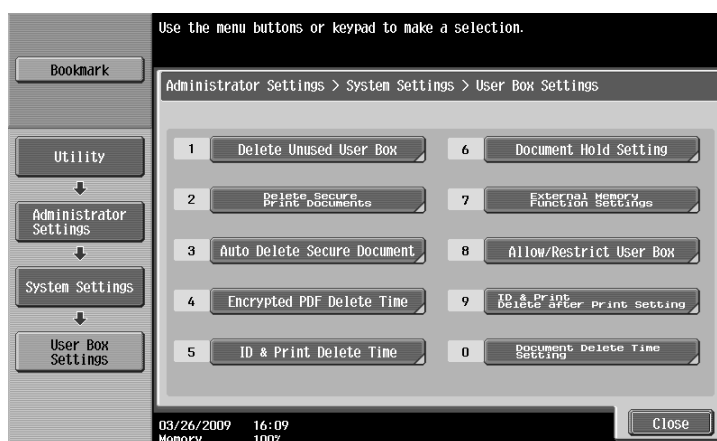 Use the menu buttons or keypad to make a selection.
Bookmark
Administrator Settings > System Settings > User Box Settings
Utility
Administrator
Settings
System Settings
User Box
Settings
1 Delete Unused User Box
2 Delete Secure
Print Documents
3 Auto Delete Secure Document
4 Encrypted PDF Delete Time
5 ID & Print Delete Time
6 Document Hold Setting
7 External Memory
Function Settings
8 Allow/Restrict User Box
9 ID & Print
Delete after Print Setting
0 Document Delete Time
Setting
03/26/2009 16:09
Memory 100%
Close